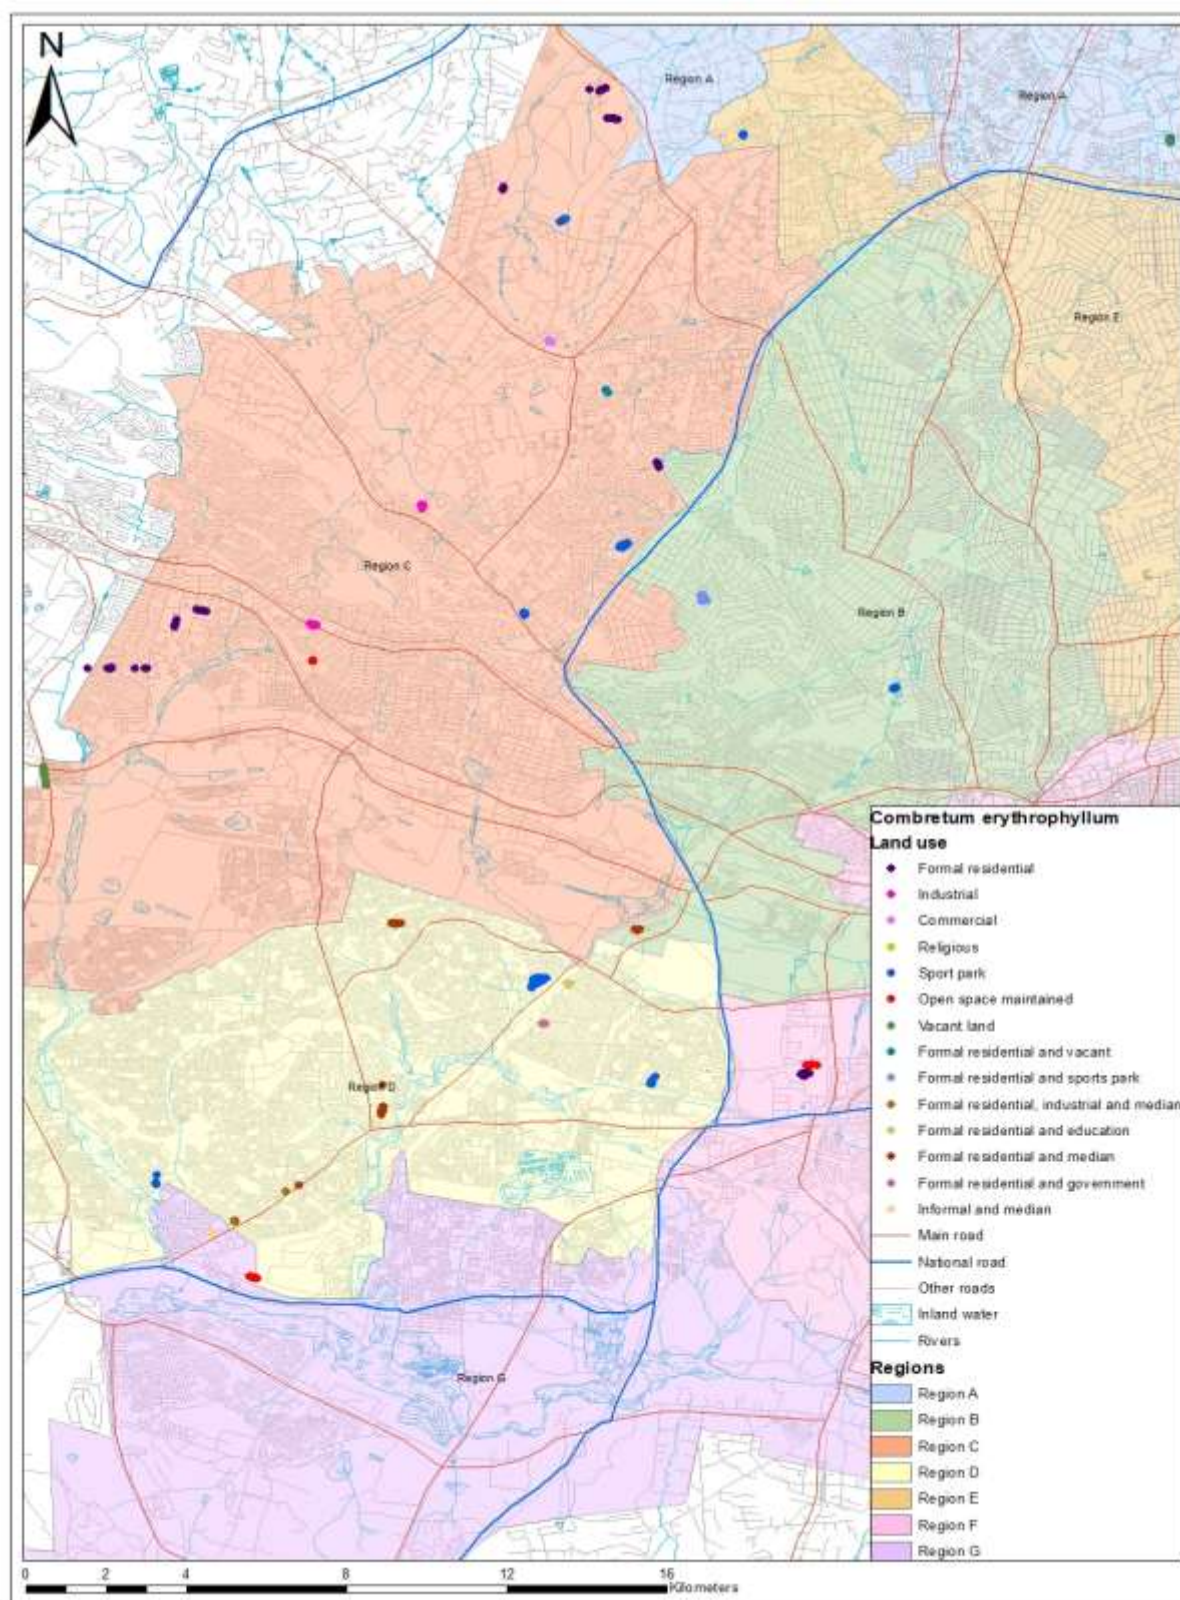 N
Region A
Region A
Region E
Region C
Region B
Region D
Region G
Combretum erythrophyllum
Land use
Formal residential
Industrial
Commercial
Religious
Sport park
Open space maintained
Vacant land
Formal residential and vacant
Formal residential and sports park
Formal residential, industrial and median
Formal residential and education
Formal residential and median
Formal residential and government
Informal and median
Main road
National road
Other roads
Inland water
Rivers
Regions
Region A
Region B
Region C
Region D
Region E
Region F
Region G
0 2 4 8 12 16
Kilometers